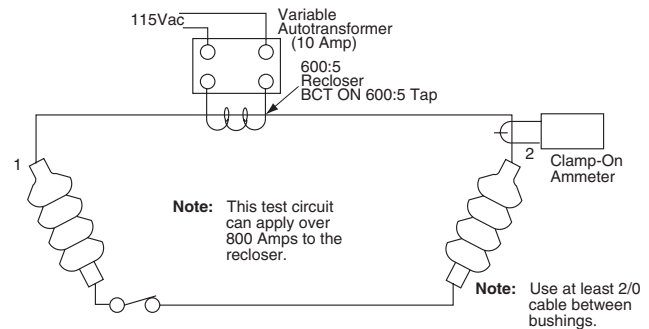 115Vac
Variable
Autotransformer
(10 Amp)
600:5
Recloser
BCT ON 600:5 Tap
1
2
Clamp-On
Ammeter
Note: This test circuit
can apply over
800 Amps to the
recloser.
Note: Use at least 2/0
cable between
bushings.